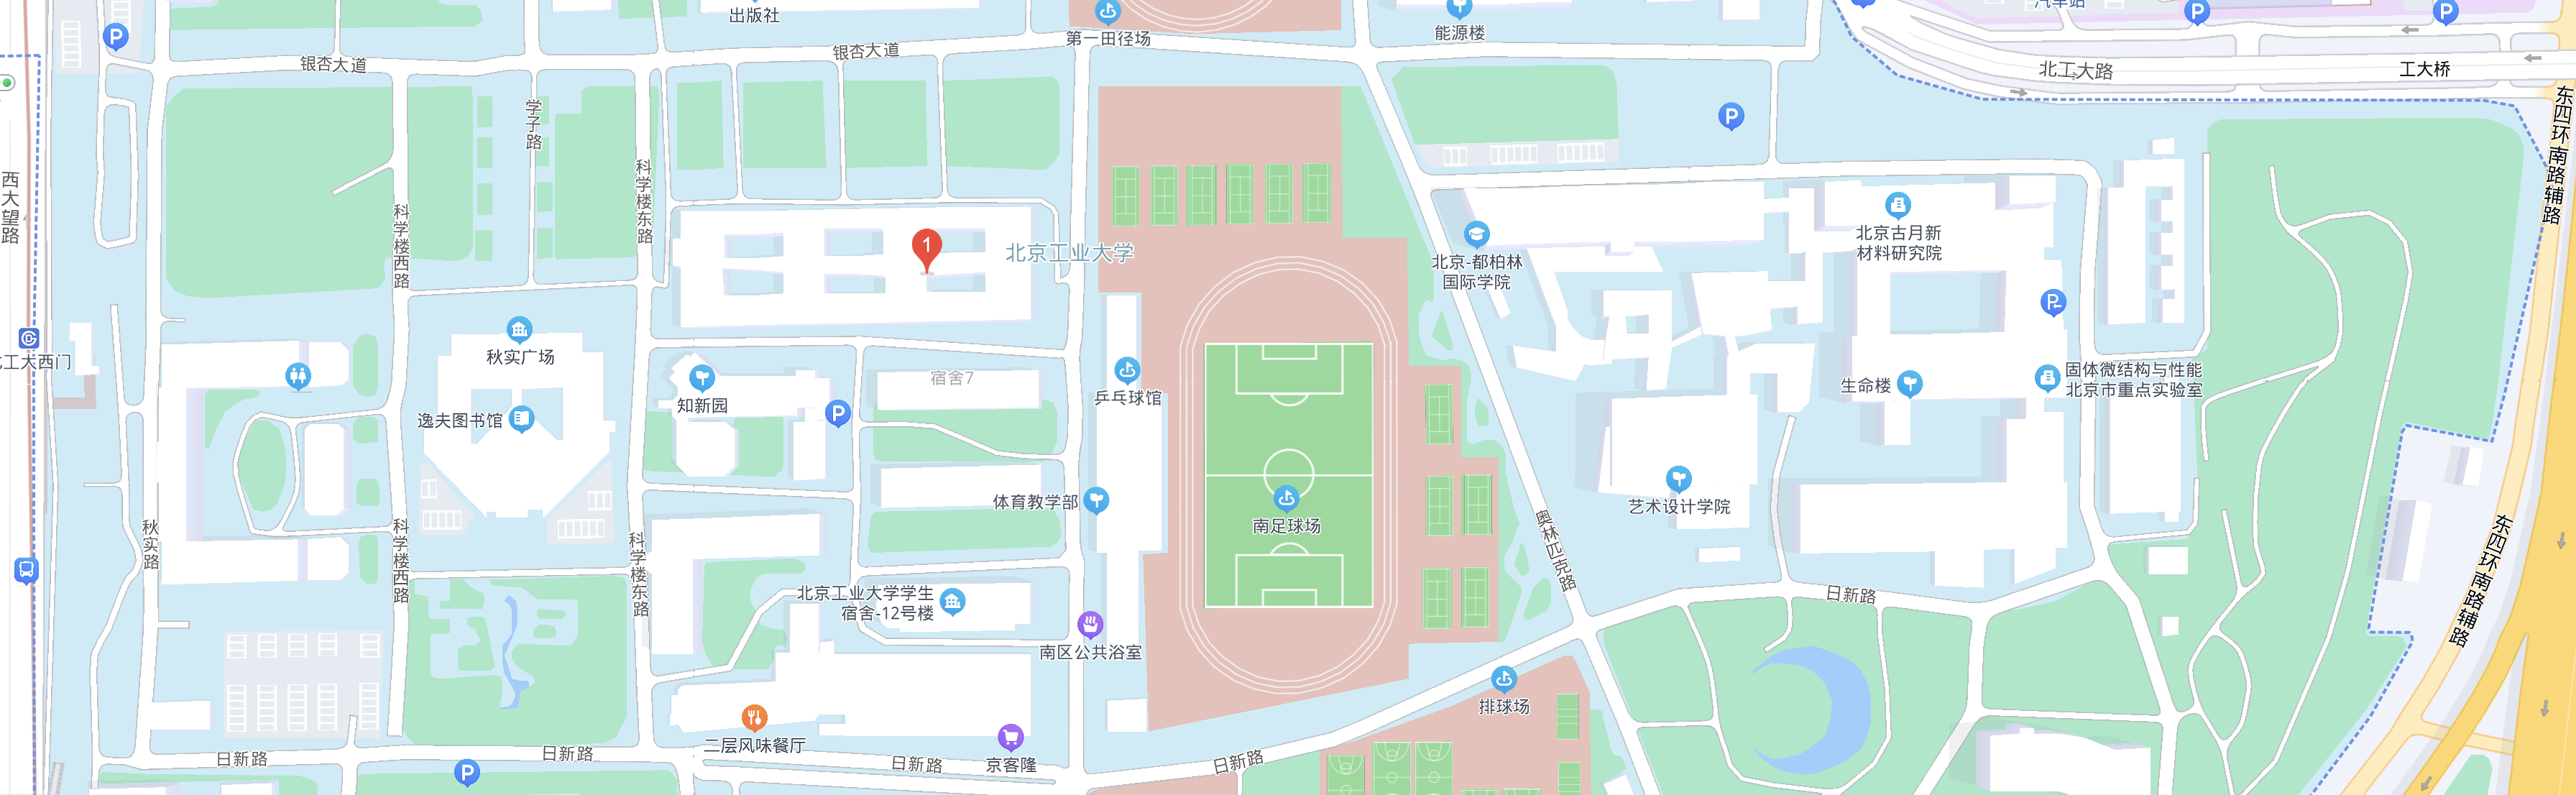 出版社
第一田径场
能源楼
汽车站
P
P
P
P
银杏大道
银杏大道
北工大路
工大桥
东四环南路辅路
学子路
科学楼东路
西大望路
科学楼西路
1
北京工业大学
北京-都柏林
国际学院
北京古月新
材料研究院
P
工大西门
秋实广场
逸夫图书馆
知新园
P
宿舍7
乒乓球馆
生命楼
固体微结构与性能
北京市重点实验室
体育教学部
南足球场
艺术设计学院
秋实路
科学楼西路
科学楼东路
奥林匹克路
东四环南路辅路
北京工业大学学生
宿舍-12号楼
日新路
南区公共浴室
排球场
二层风味餐厅
京客隆
日新路
日新路
日新路
日新路
P